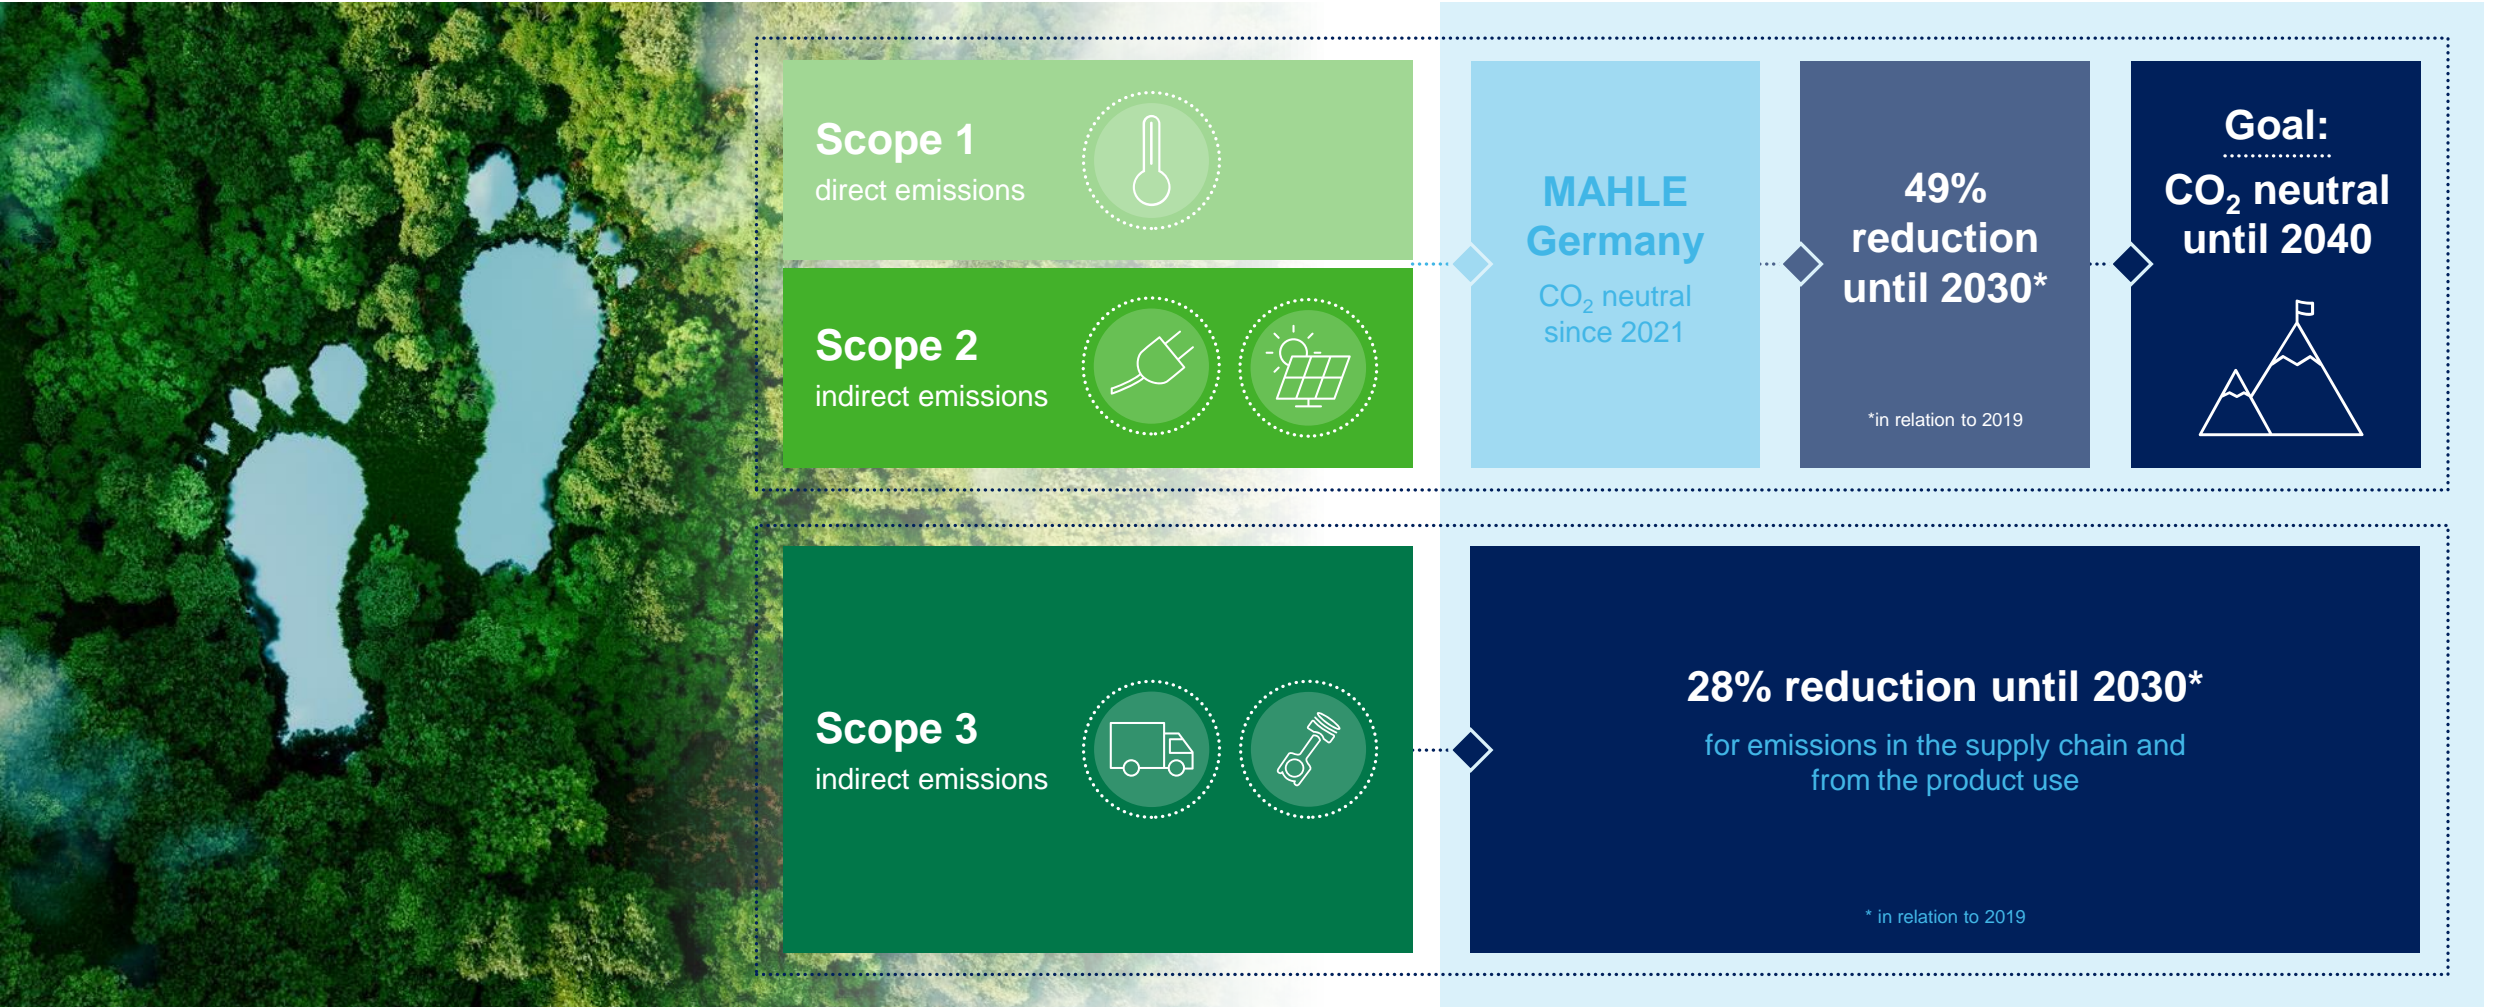 Scope 1
direct emissions
Scope 2
indirect emissions
MAHLE
Germany
CO₂ neutral
since 2021
49%
reduction
until 2030*
*in relation to 2019
Goal:
CO₂ neutral
until 2040
Scope 3
indirect emissions
28% reduction until 2030*
for emissions in the supply chain and
from the product use
* in relation to 2019